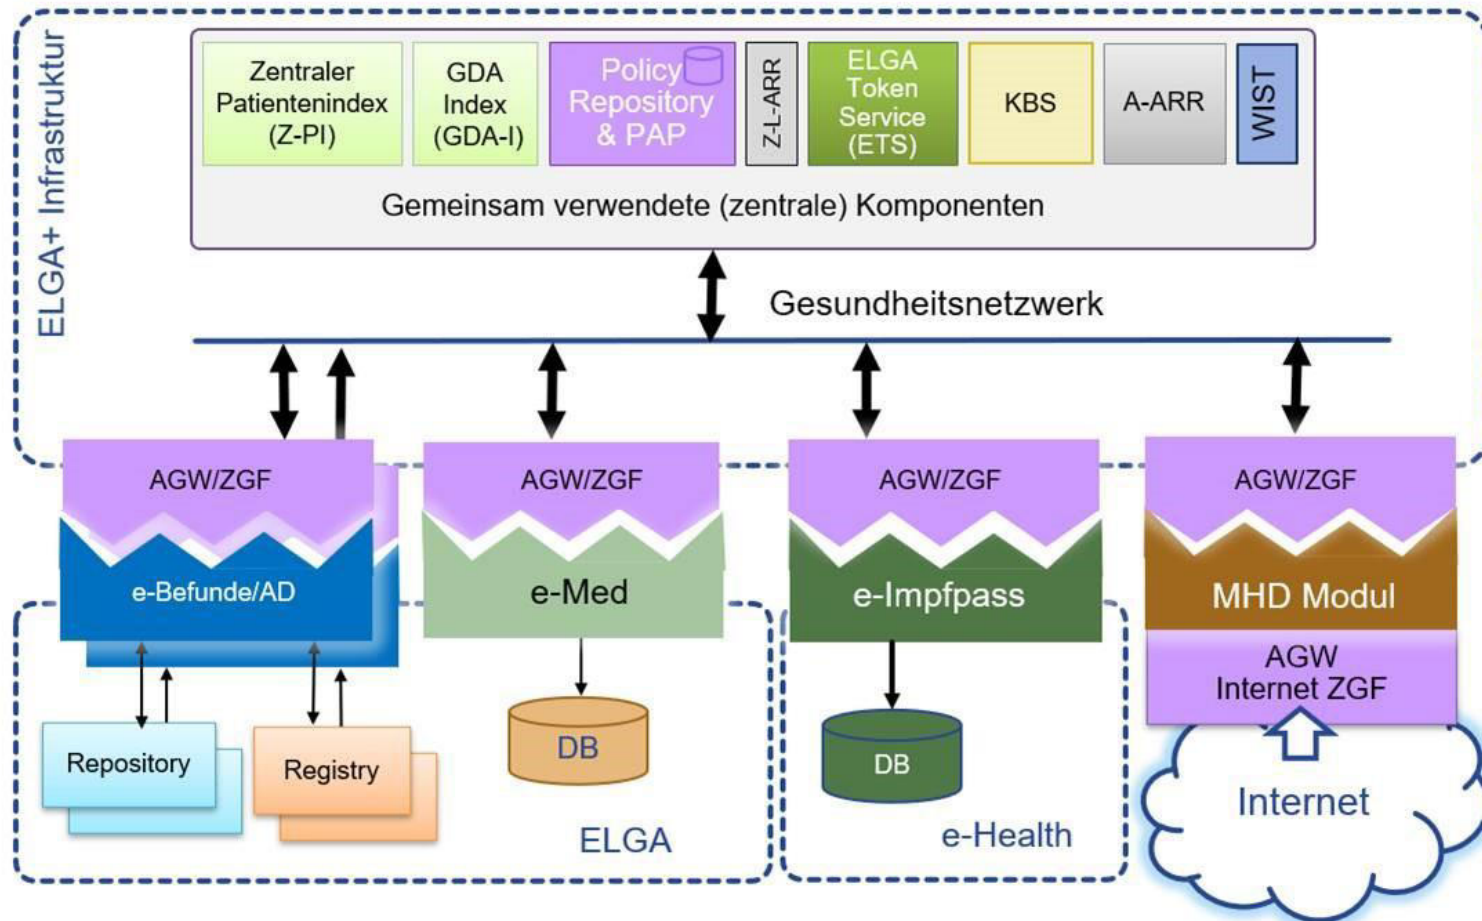 ELGA+ Infrastruktur
Zentraler
Patientenindex
(Z-PI)
GDA
Index
(GDA-I)
Policy
Repository
& PAP
Z-L-ARR
ELGA
Token
Service
(ETS)
KBS
A-ARR
WIST
Gemeinsam verwendete (zentrale) Komponenten
Gesundheitsnetzwerk
AGW/ZGF
AGW/ZGF
AGW/ZGF
AGW/ZGF
e-Befunde/AD
e-Med
e-Impfpass
MHD Modul
AGW
Internet ZGF
Repository
Registry
DB
DB
Internet
ELGA
e-Health